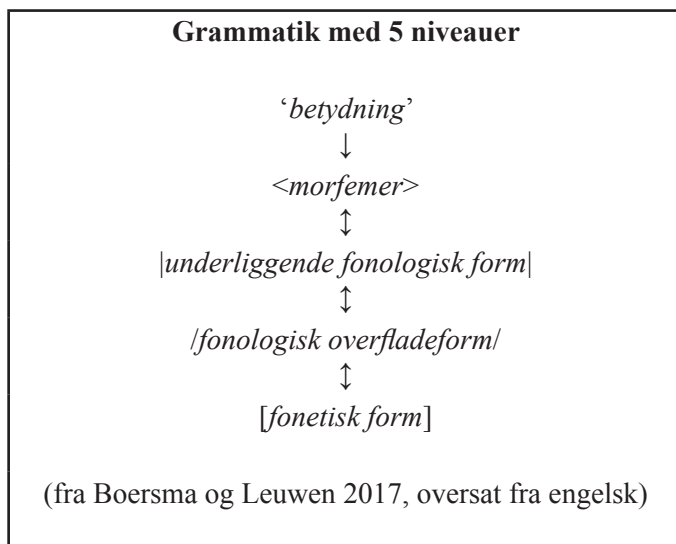 Grammatik med 5 niveauer
‘betydning’
↓
<morfemer>
↕
|underliggende fonologisk form|
↕
/fonologisk overfladeform/
↕
[fonetisk form]
(fra Boersma og Leuwen 2017, oversat fra engelsk)